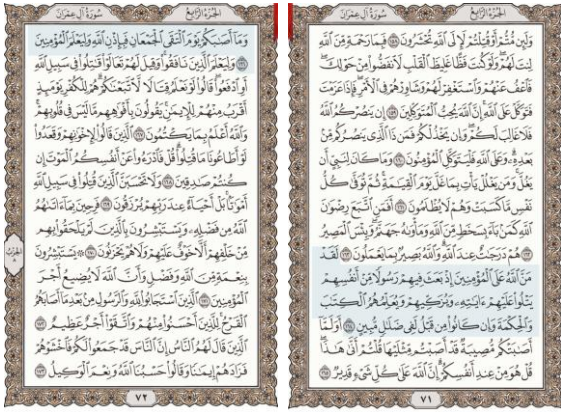 الجزء الرابع
سورة آل عمران
ولئن متم أو قتلتم لإلى الله تحشرون ١٥٨ فبما رحمة من الله
لنت لهم ولو كنت فظا غليظ القلب لانفضوا من حولك
فاعف عنهم واستغفر لهم وشاورهم في الأمر فإذا عزمت
فتوكل على الله إن الله يحب المتوكلين ١٥٩ إن ينصركم الله
فلا غالب لكم وإن يخذلكم فمن ذا الذي ينصركم من
بعده وعلى الله فليتوكل المؤمنون ١٦٠ وما كان لنبي أن
يغل ومن يغلل يأت بما غل يوم القيامة ثم توفى كل
نفس ما كسبت وهم لا يظلمون ١٦١ أفمن اتبع رضوان
الله كمن باء بسخط من الله ومأواه جهنم وبئس المصير
١٦٢ هم درجات عند الله والله بصير بما يعملون ١٦٣ لقد
من الله على المؤمنين إذ بعث فيهم رسولا من أنفسهم
يتلوا عليهم ءاياته ويزكيهم ويعلمهم الكتاب
والحكمة وإن كانوا من قبل لفي ضلال مبين ١٦٤ أولما
أصابتكم مصيبة قد أصبتم مثليها قلتم أنى هذا
قل هو من عند أنفسكم إن الله على كل شيء قدير ١٦٥
٧١
الجزء الرابع
سورة آل عمران
وما أصابكم يوم التقى الجمعان فبإذن الله وليعلم المؤمنين
١٦٦ وليعلم الذين نافقوا وقيل لهم تعالوا قاتلوا في سبيل الله
أو ادفعوا قالوا لو نعلم قتالا لاتبعناكم هم للكفر يومئذ
أقرب منهم للإيمان يقولون بأفواههم ما ليس في قلوبهم
والله أعلم بما يكتمون ١٦٧ الذين قالوا لإخوانهم وقعدوا
لو أطاعونا ما قتلوا قل فادرءوا عن أنفسكم الموت إن
كنتم صادقين ١٦٨ ولا تحسبن الذين قتلوا في سبيل الله
أمواتا بل أحياء عند ربهم يرزقون ١٦٩ فرحين بما ءاتاهم
الله من فضله ويستبشرون بالذين لم يلحقوا بهم
من خلفهم ألا خوف عليهم ولا هم يحزنون ١٧٠ ۞ يستبشرون
بنعمة من الله وفضل وأن الله لا يضيع أجر
المؤمنين ١٧١ الذين استجابوا لله والرسول من بعد ما أصابهم
القرح للذين أحسنوا منهم واتقوا أجر عظيم ١٧٢
الذين قال لهم الناس إن الناس قد جمعوا لكم فاخشوهم
فزادهم إيمانا وقالوا حسبنا الله ونعم الوكيل ١٧٣
٧٢